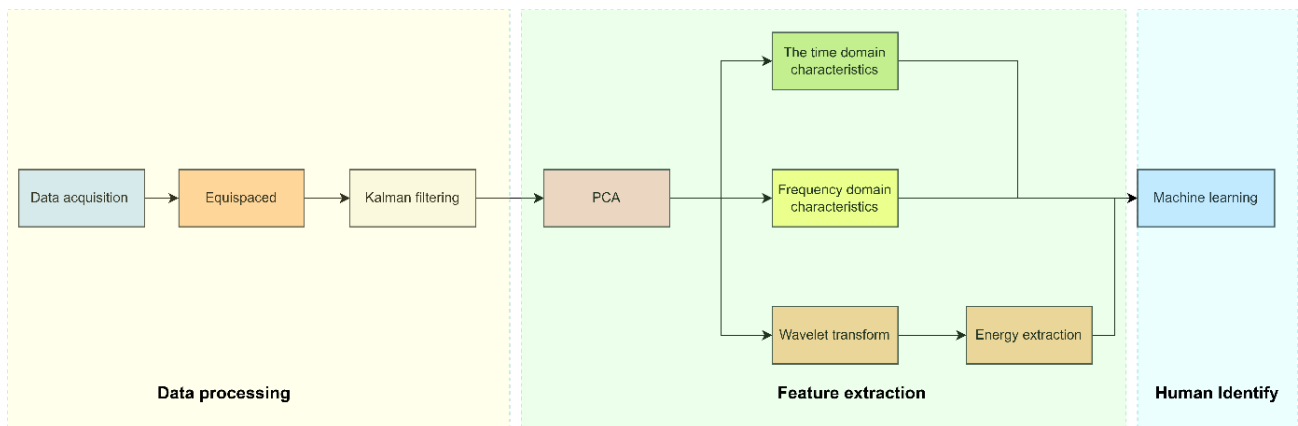 The time domain
characteristics
Data acquisition
Equispaced
Kalman filtering
PCA
Frequency domain
characteristics
Machine learning
Wavelet transform
Energy extraction
Data processing
Feature extraction
Human Identify